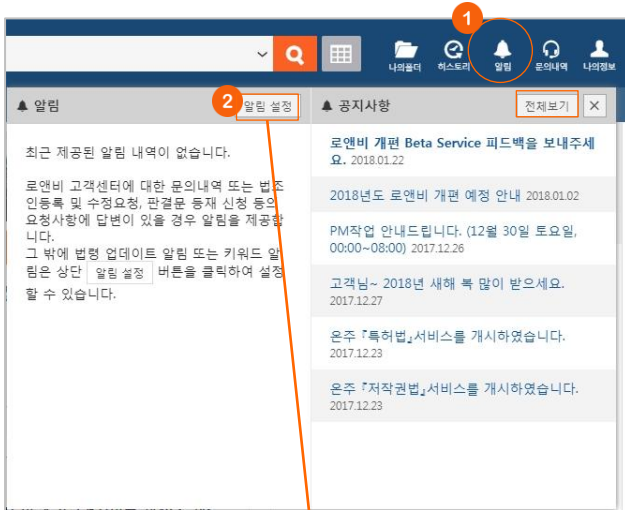 1
나의폴더 히스토리 알림 문의내역 나의정보
알림
2
알림 설정
최근 제공된 알림 내역이 없습니다.
로앤비 고객센터에 대한 문의내역 또는 법조
인등록 및 수정요청, 판결문 등재 신청 등의
요청사항에 답변이 있을 경우 알림을 제공합
니다.
그 밖에 법령 업데이트 알림 또는 키워드 알
림은 상단 알림 설정 버튼을 클릭하여 설정
할 수 있습니다.
공지사항
전체보기
로앤비 개편 Beta Service 피드백을 보내주세
요. 2018.01.22
2018년도 로앤비 개편 예정 안내 2018.01.02
PM작업 안내드립니다. (12월 30일 토요일,
00:00~08:00) 2017.12.26
고객님~ 2018년 새해 복 많이 받으세요.
2017.12.27
온주 『특허법』서비스를 개시하였습니다.
2017.12.23
온주 『저작권법』서비스를 개시하였습니다.
2017.12.23